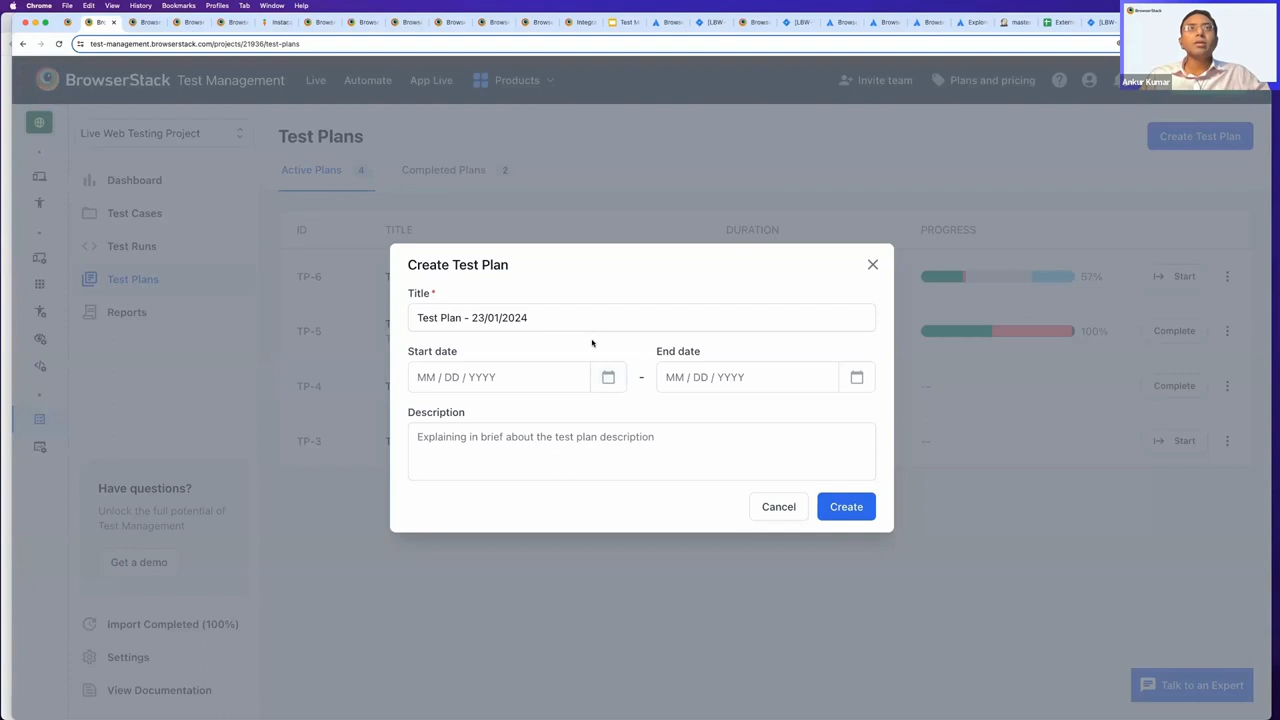 Chrome File Edit View History Bookmarks Profiles Tab Window Help
test-management.browserstack.com/projects/21936/test-plans
BrowserStack
Ankur Kumar
BrowserStack Test Management Live Automate App Live Products Invite team Plans and pricing
Live Web Testing Project
Dashboard
Test Cases
Test Runs
Test Plans
Reports
Have questions?
Unlock the full potential of
Test Management
Get a demo
Import Completed (100%)
Settings
View Documentation
Test Plans
Create Test Plan
Active Plans 4 Completed Plans 2
ID TITLE DURATION PROGRESS
TP-6 57% Start
TP-5 100% Complete
TP-4 -- Complete
TP-3 -- Start
Create Test Plan
Title *
Test Plan - 23/01/2024
Start date End date
MM / DD / YYYY - MM / DD / YYYY
Description
Explaining in brief about the test plan description
Cancel Create
Talk to an Expert